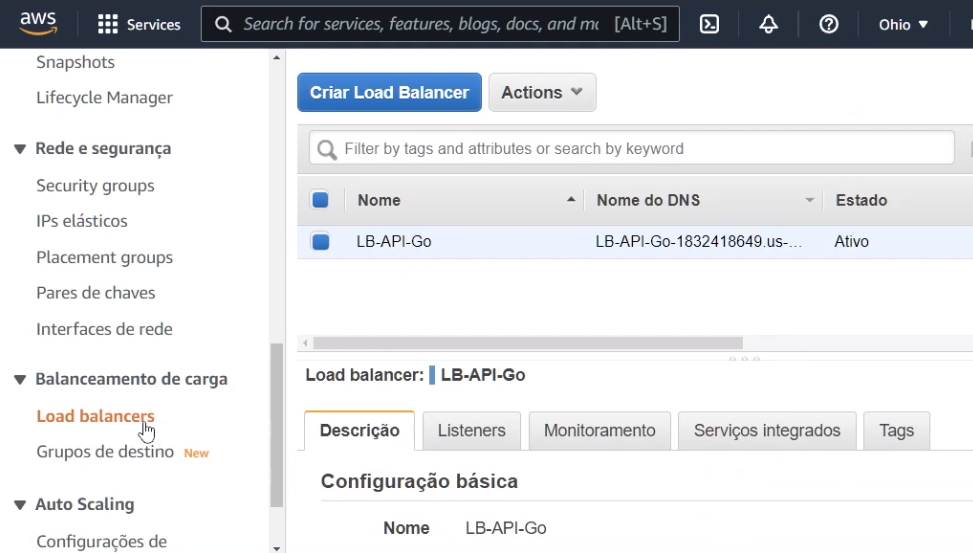 aws
Services
Search for services, features, blogs, docs, and mo [Alt+S]
Ohio
Snapshots
Lifecycle Manager
Rede e segurança
Security groups
IPs elásticos
Placement groups
Pares de chaves
Interfaces de rede
Balanceamento de carga
Load balancers
Grupos de destino New
Auto Scaling
Configurações de
Criar Load Balancer
Actions
Filter by tags and attributes or search by keyword
Nome Nome do DNS Estado
LB-API-Go LB-API-Go-1832418649.us-... Ativo
Load balancer: LB-API-Go
Descrição Listeners Monitoramento Serviços integrados Tags
Configuração básica
Nome LB-API-Go